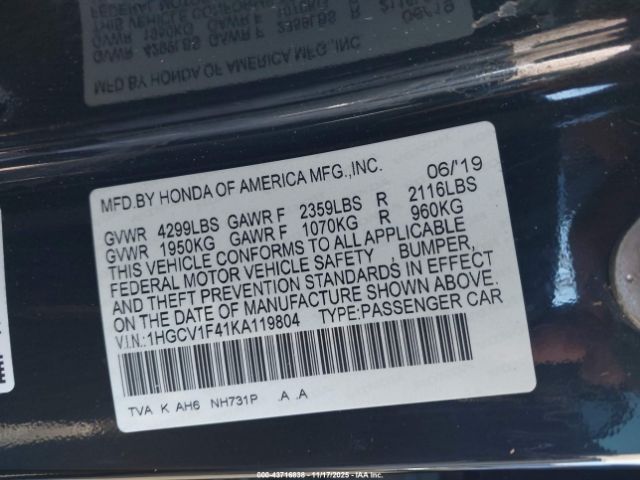 MFD.BY HONDA OF AMERICA MFG.,INC. 06/'19
GVWR 4299LBS GAWR F 2359LBS R 2116LBS
GVWR 1950KG GAWR F 1070KG R 960KG
THIS VEHICLE CONFORMS TO ALL APPLICABLE
FEDERAL MOTOR VEHICLE SAFETY , BUMPER,
AND THEFT PREVENTION STANDARDS IN EFFECT
ON THE DATE OF MANUFACTURE SHOWN ABOVE.
V.I.N.:1HGCV1F41KA119804 TYPE:PASSENGER CAR
TVA K AH6 NH731P .A .A
000-43716838 - 11/17/2025 - IAA Inc.